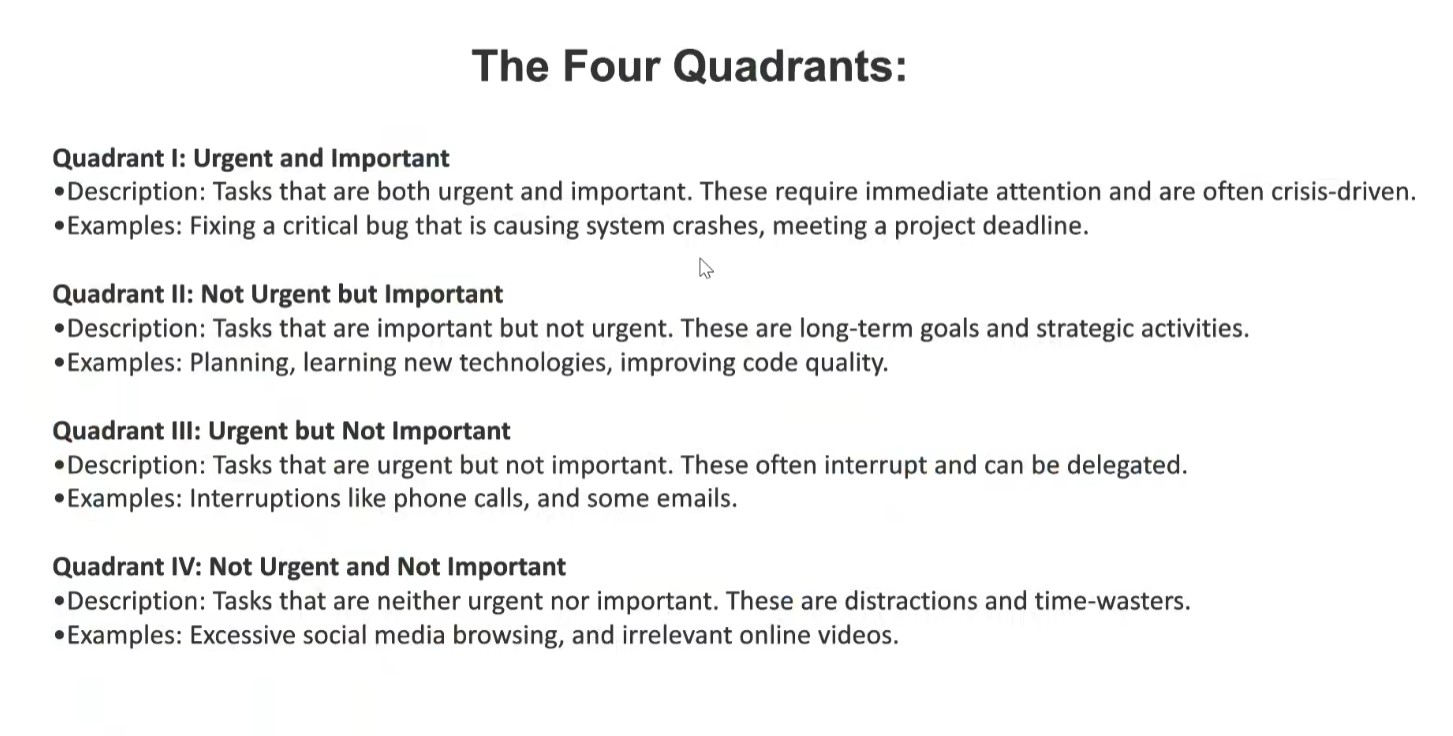 The Four Quadrants:
Quadrant I: Urgent and Important
•Description: Tasks that are both urgent and important. These require immediate attention and are often crisis-driven.
•Examples: Fixing a critical bug that is causing system crashes, meeting a project deadline.
Quadrant II: Not Urgent but Important
•Description: Tasks that are important but not urgent. These are long-term goals and strategic activities.
•Examples: Planning, learning new technologies, improving code quality.
Quadrant III: Urgent but Not Important
•Description: Tasks that are urgent but not important. These often interrupt and can be delegated.
•Examples: Interruptions like phone calls, and some emails.
Quadrant IV: Not Urgent and Not Important
•Description: Tasks that are neither urgent nor important. These are distractions and time-wasters.
•Examples: Excessive social media browsing, and irrelevant online videos.